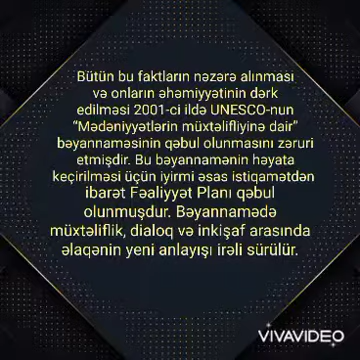 Bütün bu faktların nəzərə alınması
və onların əhəmiyyətinin dərk
edilməsi 2001-ci ildə UNESCO-nun
“Mədəniyyətlərin müxtəlifliyinə dair”
bəyannaməsinin qəbul olunmasını zəruri
etmişdir. Bu bəyannamənin həyata
keçirilməsi üçün iyirmi əsas istiqamətdən
ibarət Fəaliyyət Planı qəbul
olunmuşdur. Bəyannamədə
müxtəliflik, dialoq və inkişaf arasında
əlaqənin yeni anlayışı irəli sürülür.
VIVAVIDEO